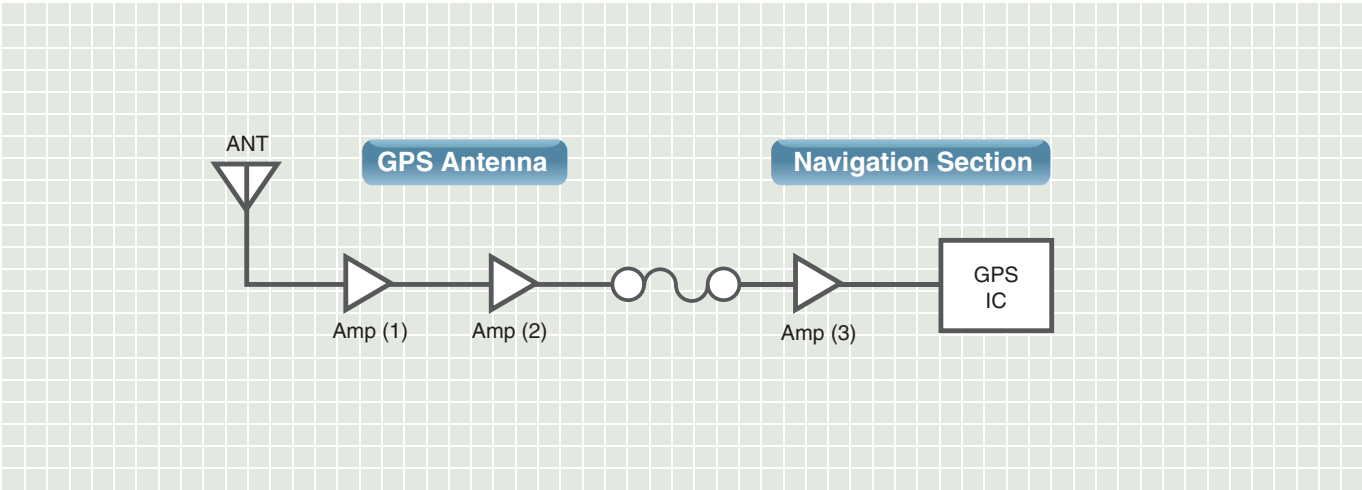 ANT
GPS Antenna
Navigation Section
GPS
IC
Amp (1)
Amp (2)
Amp (3)